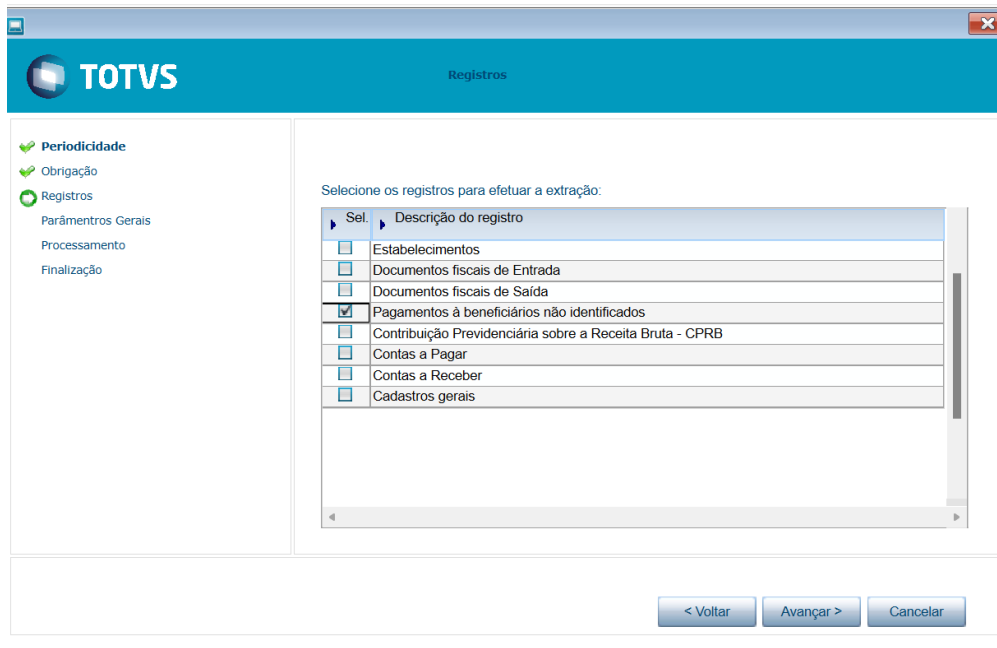 TOTVS
Registros
Periodicidade
Obrigação
Registros
Parâmentros Gerais
Processamento
Finalização
Selecione os registros para efetuar a extração:
Sel. Descrição do registro
Estabelecimentos
Documentos fiscais de Entrada
Documentos fiscais de Saída
Pagamentos à beneficiários não identificados
Contribuição Previdenciária sobre a Receita Bruta - CPRB
Contas a Pagar
Contas a Receber
Cadastros gerais
< Voltar Avançar > Cancelar